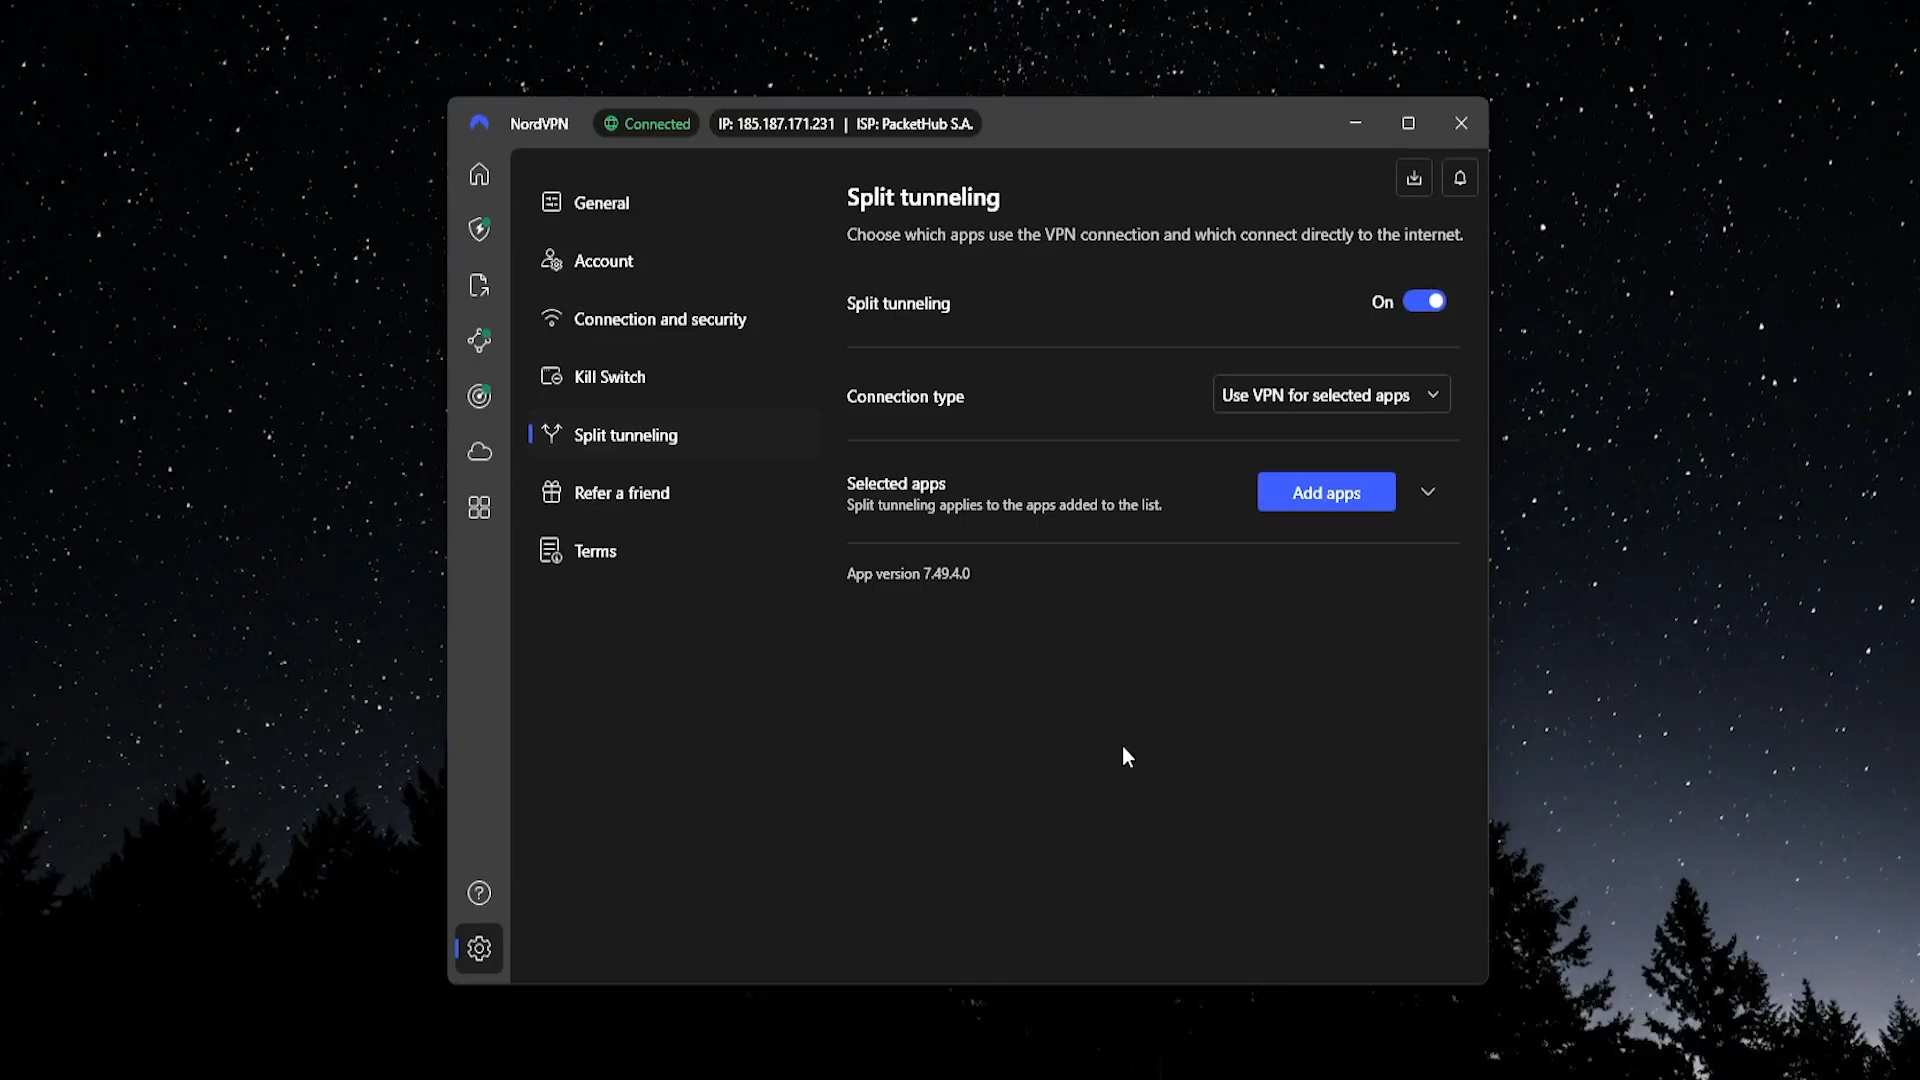 NordVPN
Connected
IP: 185.187.171.231 | ISP: PacketHub S.A.
General
Account
Connection and security
Kill Switch
Split tunneling
Refer a friend
Terms
Split tunneling
Choose which apps use the VPN connection and which connect directly to the internet.
Split tunneling
On
Connection type
Use VPN for selected apps
Selected apps
Split tunneling applies to the apps added to the list.
Add apps
App version 7.49.4.0